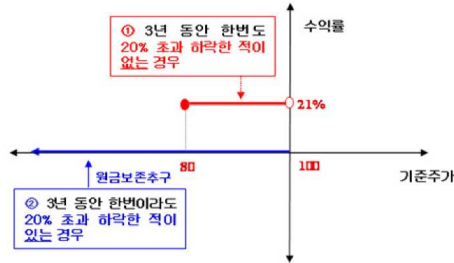 ① 3년 동안 한번도
20% 초과 하락한 적이
없는 경우
수익률
21%
원금보존추구
기준주가
② 3년 동안 한번이라도
20% 초과 하락한 적이
있는 경우